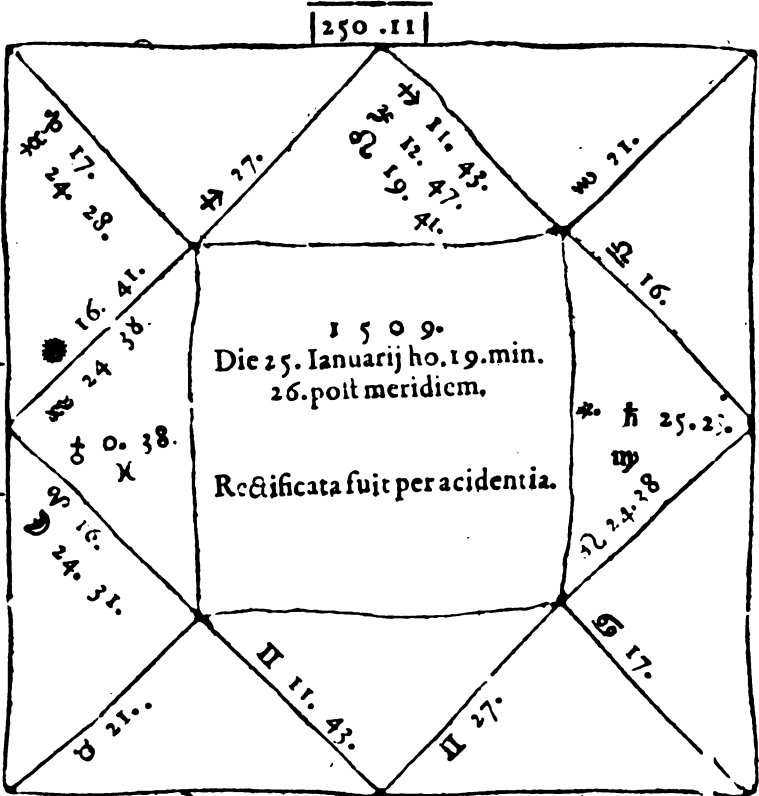 250.11
♐ 11. 43.
♃ 12. 47.
☊ 19. 41.
♐ 27.
♏ 21.
♎ 16.
17.
24. 28.
16. 41.
♒ 24 38.
♀ 0. 38.
♓
1509.
Die 25. Ianuarij ho.19.min.
26.post meridiem.
Rectificata fuit per acidentia.
*. ♄ 25.
♍
♌ 24.38
♈ 16.
☽ 24. 31.
♉ 21.
♊ 11. 43.
♊ 27.
♋ 17.